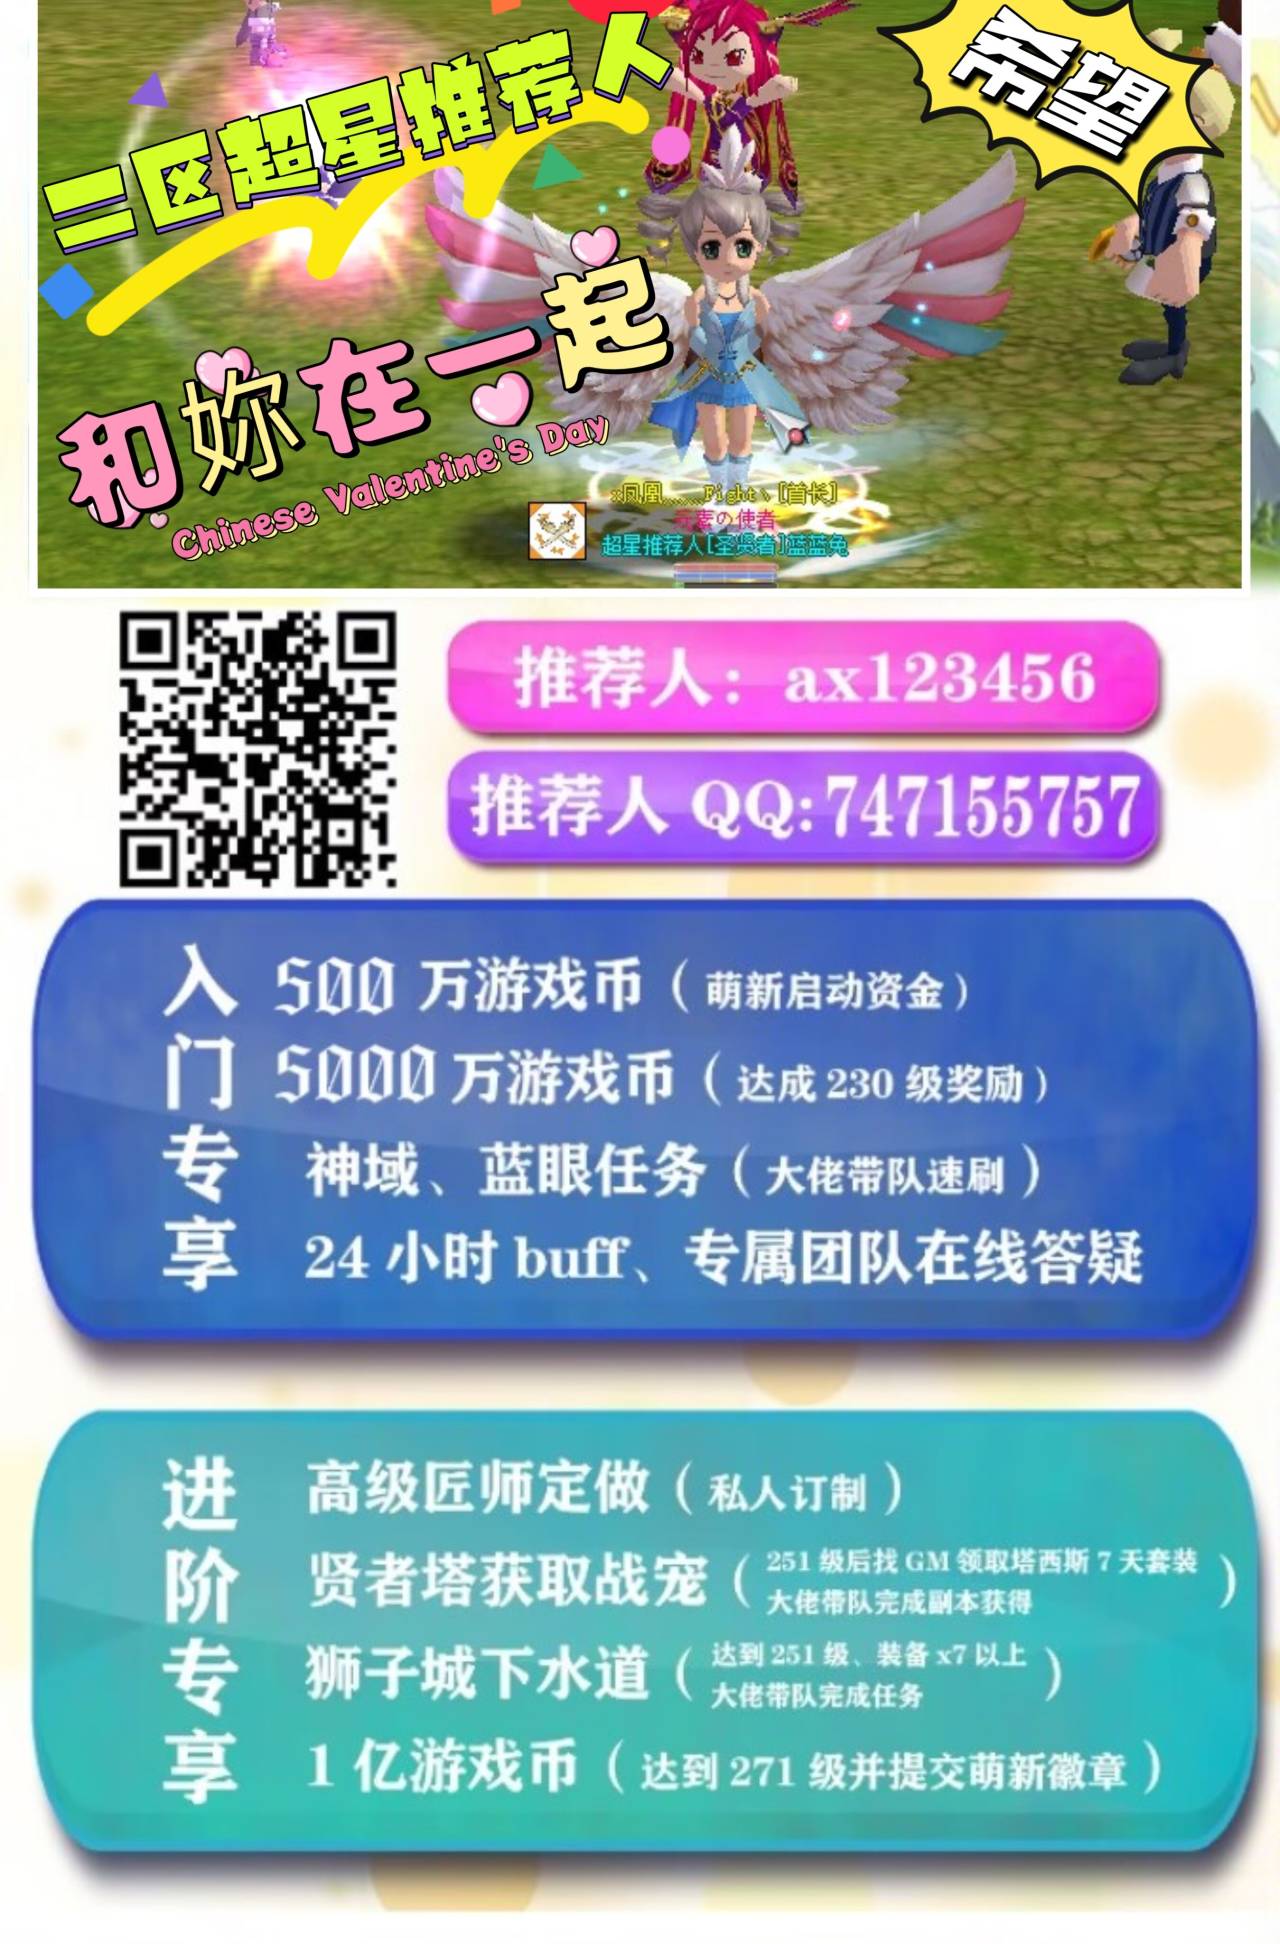 二区超星推荐人
希望
和妳在一起
Chinese Valentine's Day
[首长]
元素の使者
超星推荐人[圣贤者]蓝蓝兔
推荐人：ax123456
推荐人 QQ:747155757
入门专享
500 万游戏币（萌新启动资金）
5000 万游戏币（达成 230 级奖励）
神域、蓝眼任务（大佬带队速刷）
24 小时 buff、专属团队在线答疑
进阶专享
高级匠师定做（私人订制）
贤者塔获取战宠（251 级后找 GM 领取塔西斯 7 天套装
大佬带队完成副本获得）
狮子城下水道（达到 251 级、装备 x7 以上
大佬带队完成任务）
1 亿游戏币（达到 271 级并提交萌新徽章）